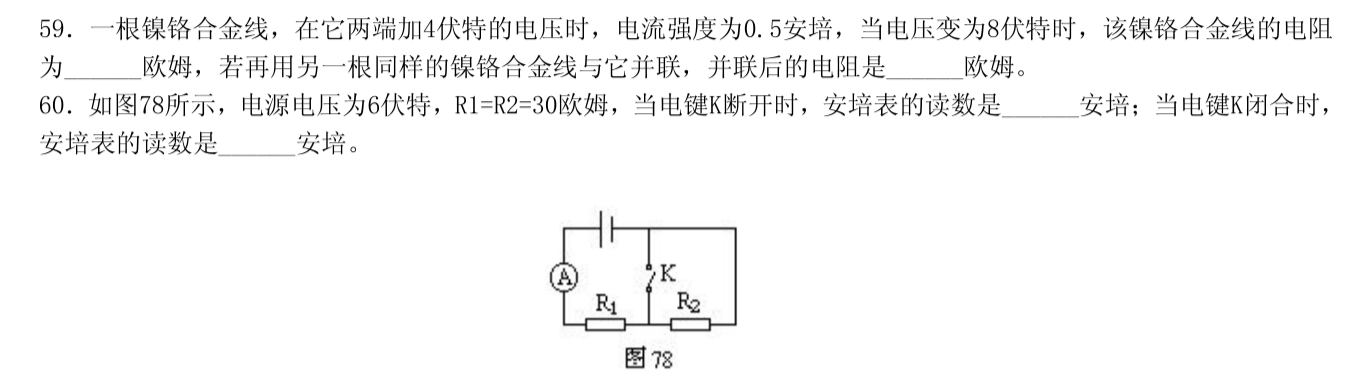 59．一根镍铬合金线，在它两端加4伏特的电压时，电流强度为0.5安培，当电压变为8伏特时，该镍铬合金线的电阻
为______欧姆，若再用另一根同样的镍铬合金线与它并联，并联后的电阻是______欧姆。
60．如图78所示，电源电压为6伏特，R1=R2=30欧姆，当电键K断开时，安培表的读数是______安培；当电键K闭合时，
安培表的读数是______安培。
A
K
R1
R2
图78